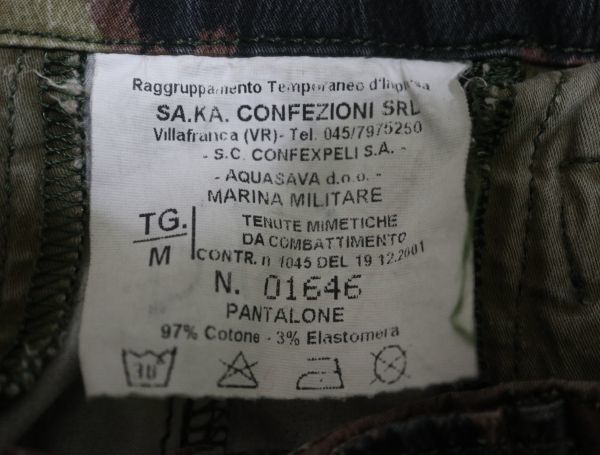 Raggruppamento Temporaneo d'Impresa
SA.KA. CONFEZIONI SRL
Villafranca (VR)- Tel. 045/7975250
- S.C. CONFEXPELI S.A. -
- AQUASAVA d.o.o. -
MARINA MILITARE
TG.
M
TENUTE MIMETICHE
DA COMBATTIMENTO
CONTR. n 1045 DEL 19 12.2001
N. 01646
PANTALONE
97% Cotone - 3% Elastomera
30